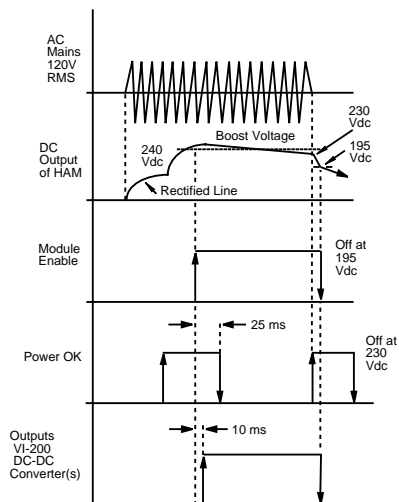 AC
Mains
120V
RMS
DC
Output
of HAM
240
Vdc
Boost Voltage
Rectified Line
230
Vdc
195
Vdc
Module
Enable
Off at
195
Vdc
25 ms
Power OK
Off at
230
Vdc
Outputs
VI-200
DC-DC
Converter(s)
10 ms